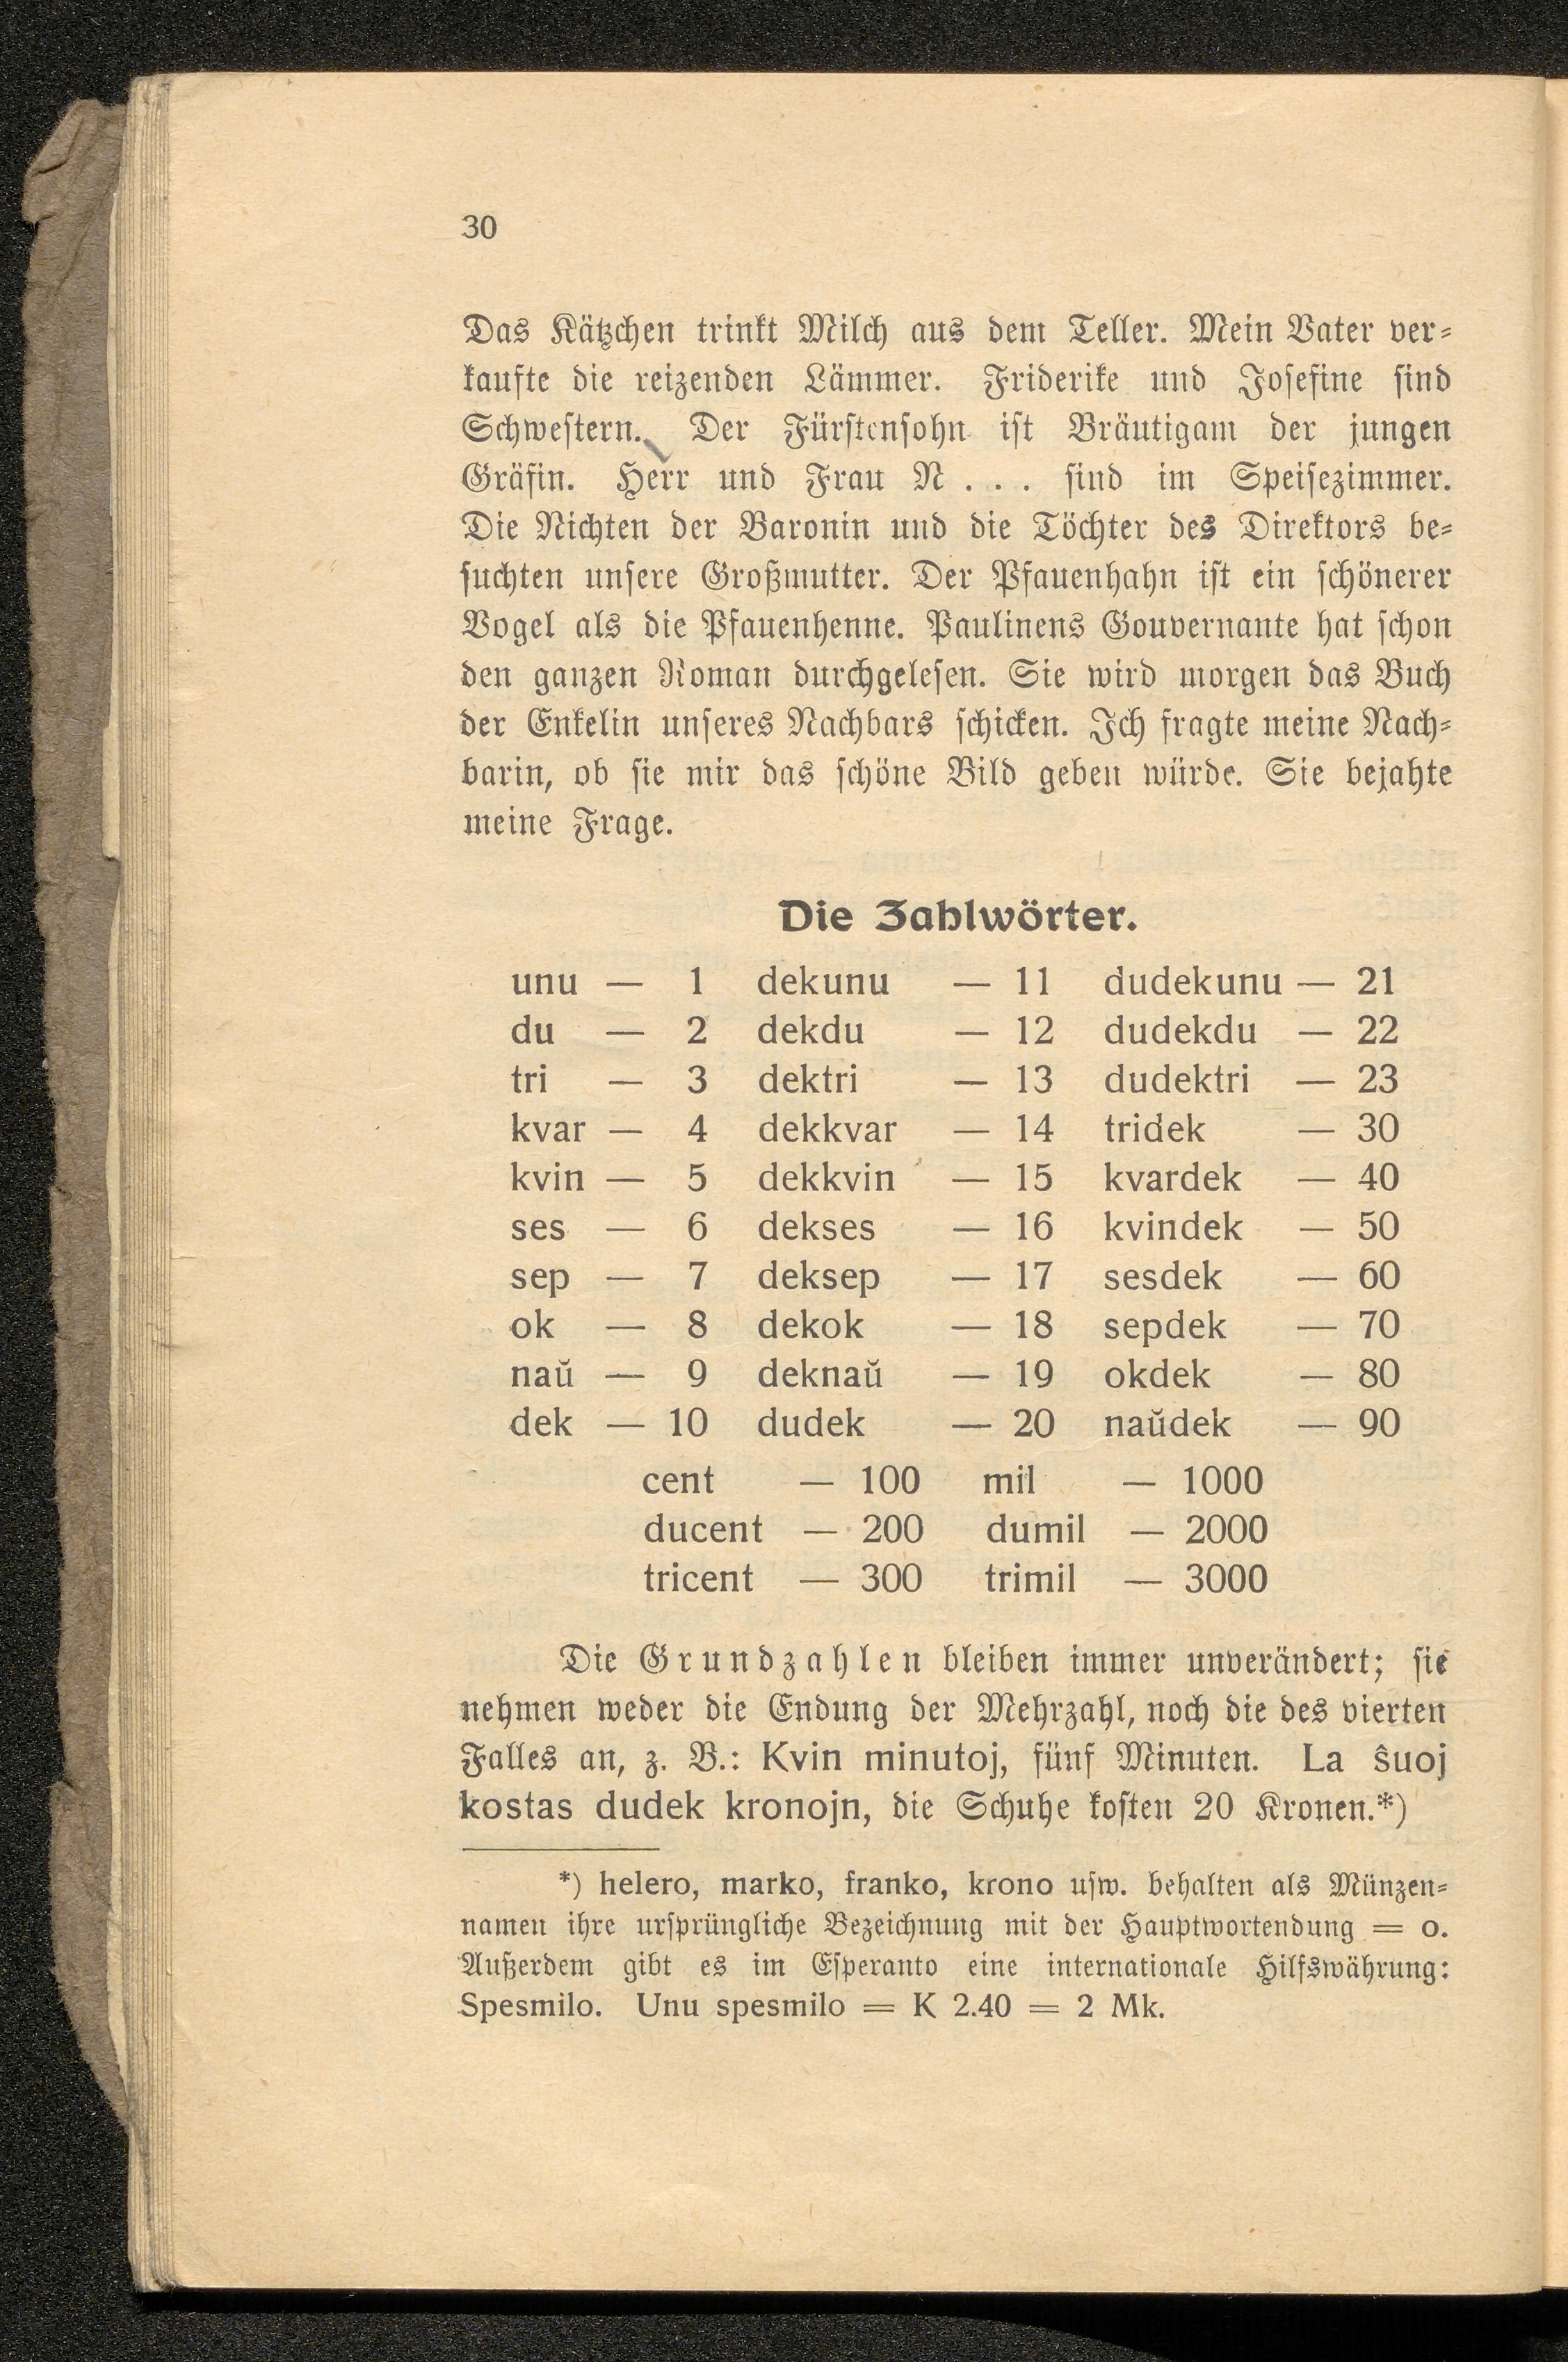 30
Das Kätzchen trinkt Milch aus dem Teller. Mein Vater ver-
kaufte die reizenden Lämmer. Friderike und Josefine sind
Schwestern. Der Fürstensohn ist Bräutigam der jungen
Gräfin. Herr und Frau N . . . sind im Speisezimmer.
Die Nichten der Baronin und die Töchter des Direktors be-
suchten unsere Großmutter. Der Pfauenhahn ist ein schönerer
Vogel als die Pfauenhenne. Paulinens Gouvernante hat schon
den ganzen Roman durchgelesen. Sie wird morgen das Buch
der Enkelin unseres Nachbars schicken. Ich fragte meine Nach-
barin, ob sie mir das schöne Bild geben würde. Sie bejahte
meine Frage.
Die Zahlwörter.
unu — 1 dekunu — 11 dudekunu — 21
du — 2 dekdu — 12 dudekdu — 22
tri — 3 dektri — 13 dudektri — 23
kvar — 4 dekkvar — 14 tridek — 30
kvin — 5 dekkvin — 15 kvardek — 40
ses — 6 dekses — 16 kvindek — 50
sep — 7 deksep — 17 sesdek — 60
ok — 8 dekok — 18 sepdek — 70
naŭ — 9 deknaŭ — 19 okdek — 80
dek — 10 dudek — 20 naŭdek — 90
cent — 100 mil — 1000
ducent — 200 dumil — 2000
tricent — 300 trimil — 3000
Die Grundzahlen bleiben immer unverändert; sie
nehmen weder die Endung der Mehrzahl, noch die des vierten
Falles an, z. B.: Kvin minutoj, fünf Minuten. La ŝuoj
kostas dudek kronojn, die Schuhe kosten 20 Kronen.*)
*) helero, marko, franko, krono usw. behalten als Münzen-
namen ihre ursprüngliche Bezeichnung mit der Hauptwortendung = o.
Außerdem gibt es im Esperanto eine internationale Hilfswährung:
Spesmilo. Unu spesmilo = K 2.40 = 2 Mk.